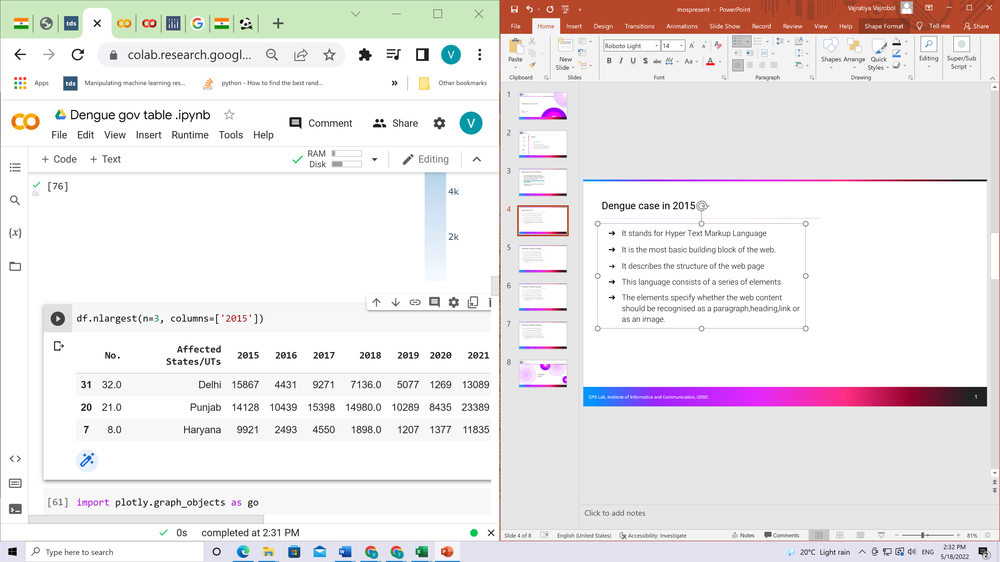 tds
colab.research.googl...
V
Apps
tds
Manipulating machine learning res...
python - How to find the best rand...
»
Other bookmarks
Dengue gov table .ipynb
Comment
Share
V
File Edit View Insert Runtime Tools Help
+ Code + Text
RAM
Disk
Editing
[76]
0s
4k
2k
{x}
df.nlargest(n=3, columns=['2015'])
No. Affected States/UTs 2015 2016 2017 2018 2019 2020 2021
31 32.0 Delhi 15867 4431 9271 7136.0 5077 1269 13089
20 21.0 Punjab 14128 10439 15398 14980.0 10289 8435 23389
7 8.0 Haryana 9921 2493 4550 1898.0 1207 1377 11835
[61] import plotly.graph_objects as go
0s completed at 2:31 PM
mospresent - PowerPoint
Vajratiya Vajrobol
File Home Insert Design Transitions Animations Slide Show Record Review View Help Shape Format Tell me Share
Paste
Clipboard
New Slide
Slides
Roboto Light 14
B I U S abc AV Aa A
Font
Paragraph
Shapes Arrange Quick Styles
Drawing
Editing
Super/Sub Script
1
2
3
4
5
6
7
8
Dengue case in 2015
➔ It stands for Hyper Text Markup Language
➔ It is the most basic building block of the web.
➔ It describes the structure of the web page
➔ This language consists of a series of elements.
➔ The elements specify whether the web content
should be recognised as a paragraph,heading,link or
as an image.
CPS Lab, Institute of Informatics and Communication, UDSC
1
Click to add notes
Slide 4 of 8 English (United States) Accessibility: Investigate Notes Comments 81%
Type here to search
20°C Light rain
ENG
2:32 PM
5/18/2022
2